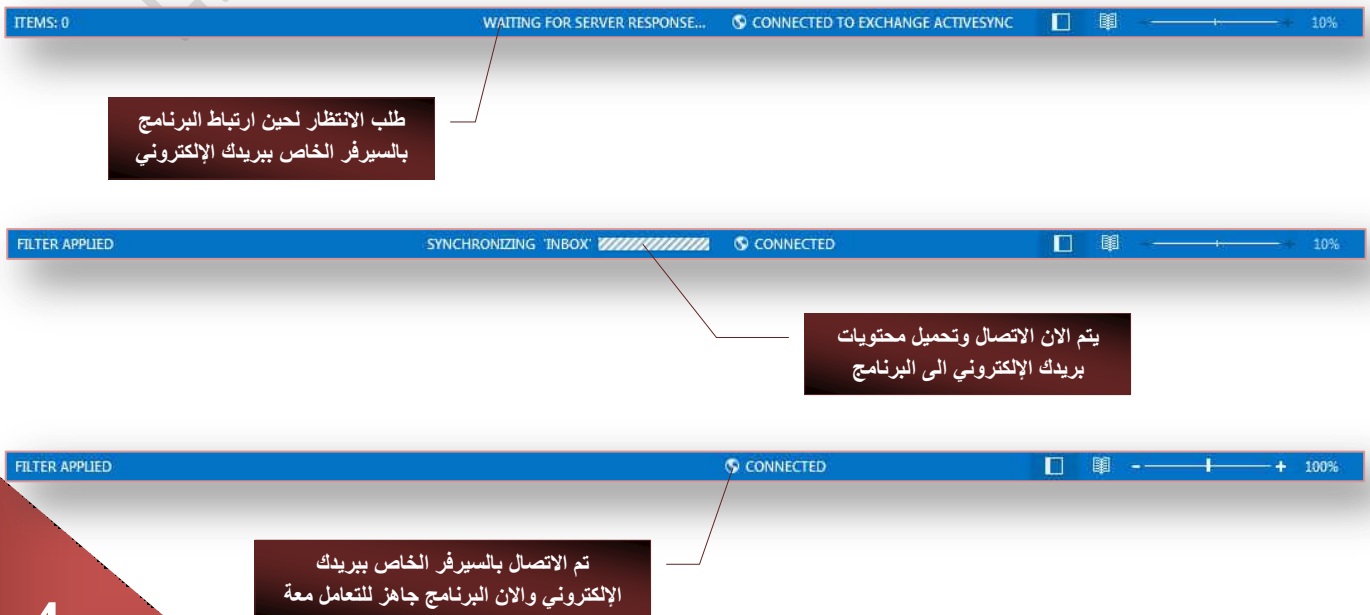 ITEMS: 0 WAITING FOR SERVER RESPONSE... CONNECTED TO EXCHANGE ACTIVESYNC 10%
طلب الانتظار لحين ارتباط البرنامج
بالسيرفر الخاص ببريدك الإلكتروني
FILTER APPLIED SYNCHRONIZING 'INBOX' CONNECTED 10%
يتم الان الاتصال وتحميل محتويات
بريدك الإلكتروني الى البرنامج
FILTER APPLIED CONNECTED - + 100%
تم الاتصال بالسيرفر الخاص ببريدك
الإلكتروني والان البرنامج جاهز للتعامل معة